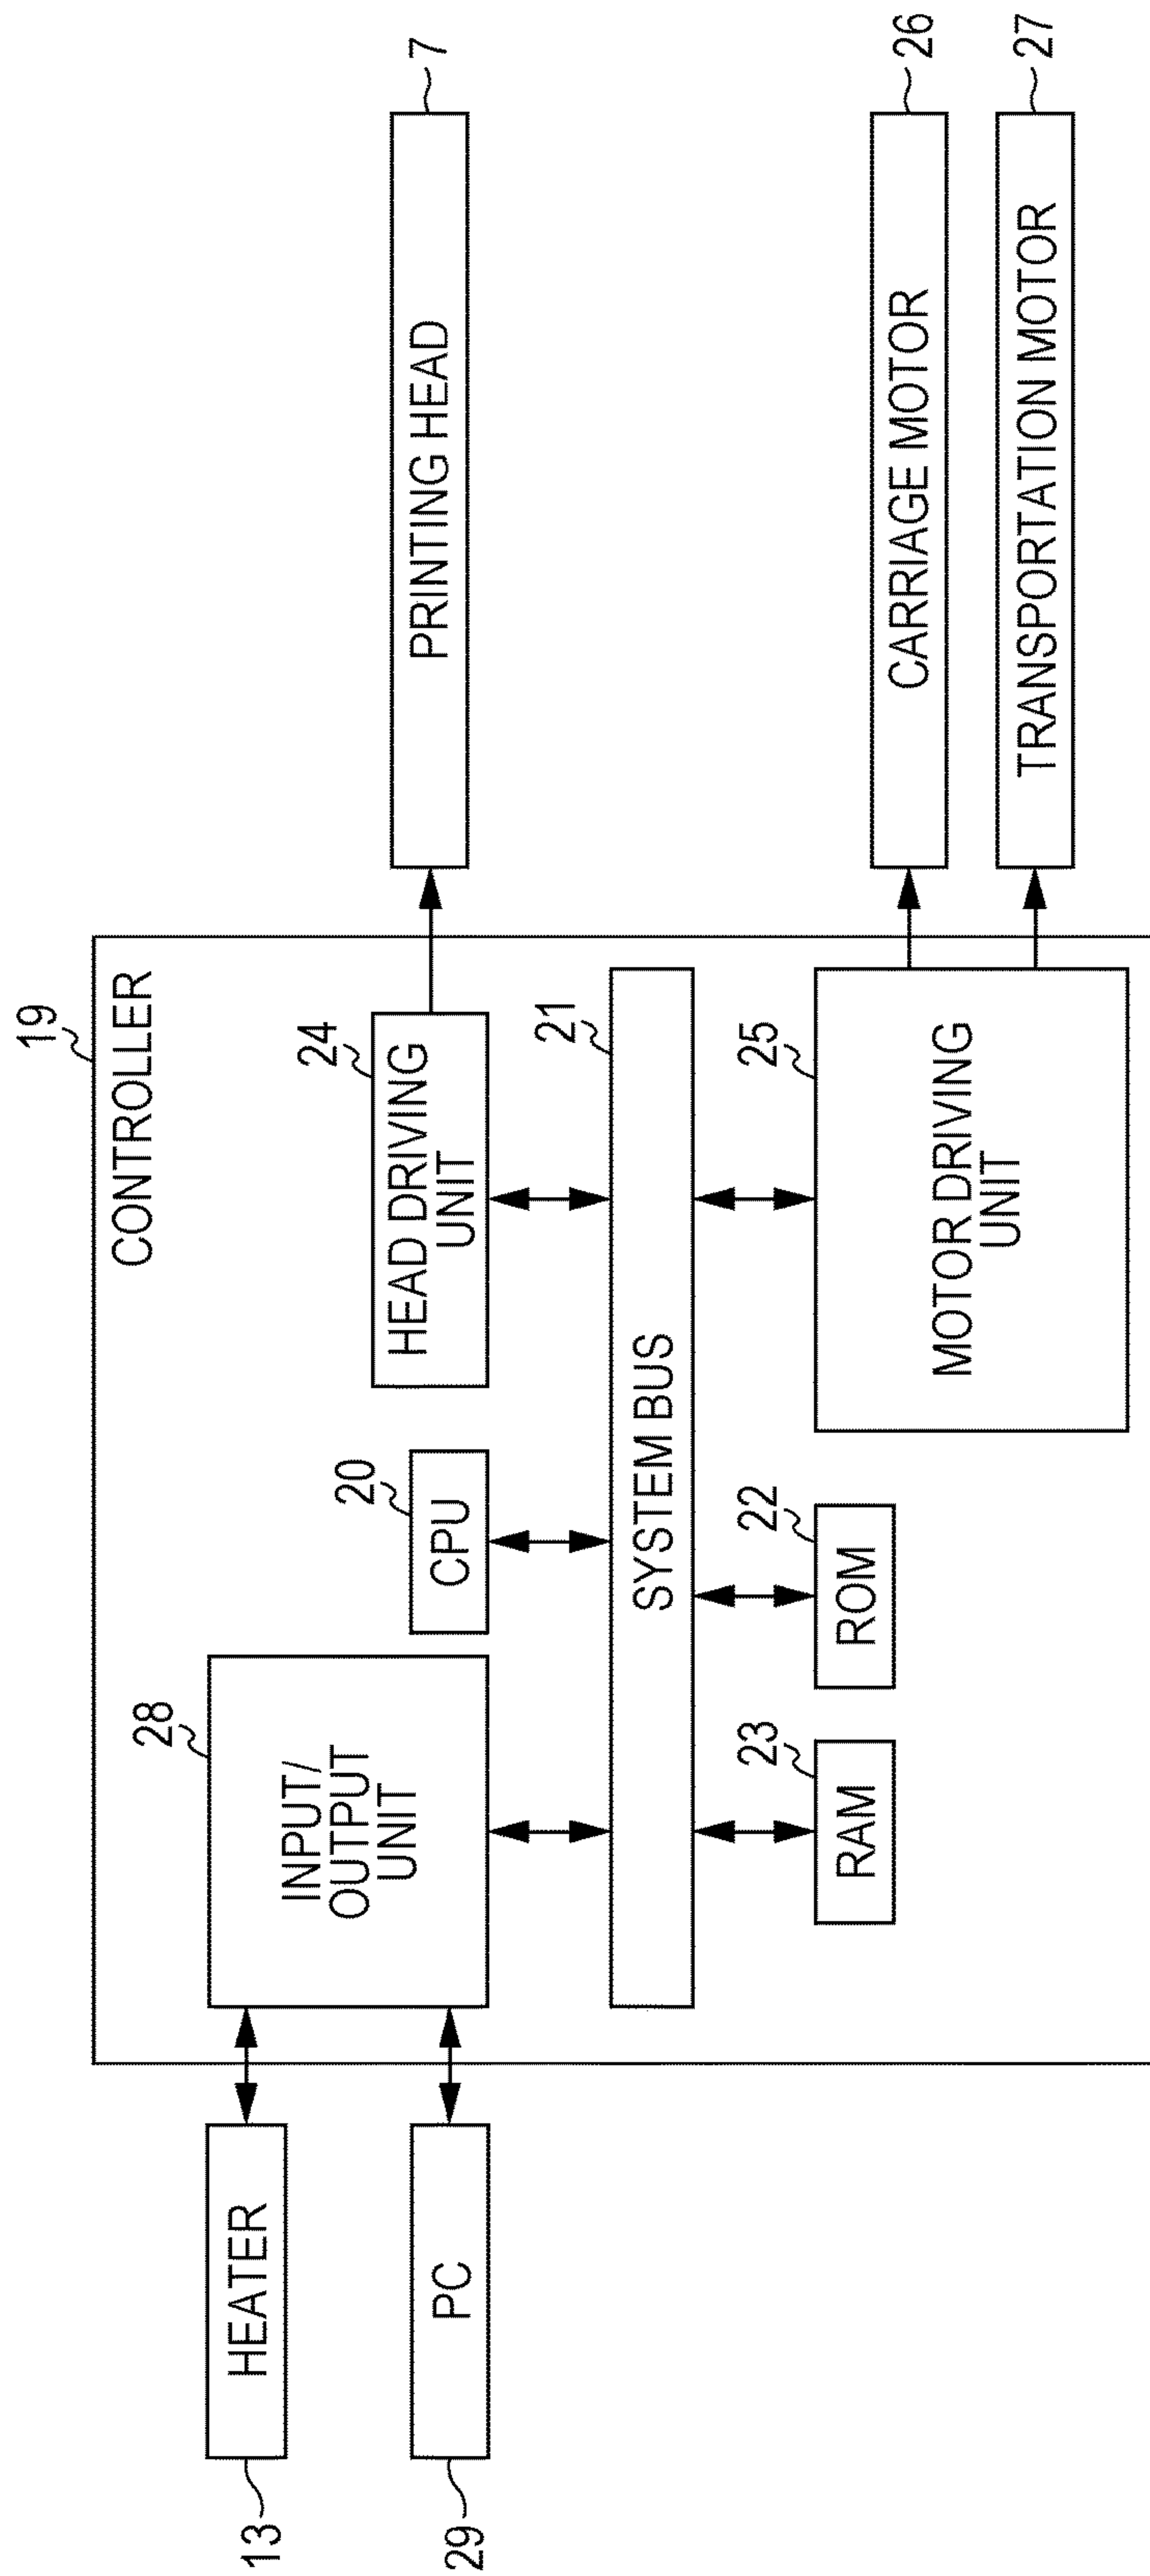 19
CONTROLLER
28
INPUT/
OUTPUT
UNIT
20
CPU
24
HEAD DRIVING
UNIT
13
HEATER
29
PC
PRINTING HEAD
7
SYSTEM BUS
21
23
RAM
22
ROM
25
MOTOR DRIVING
UNIT
CARRIAGE MOTOR
26
TRANSPORTATION MOTOR
27